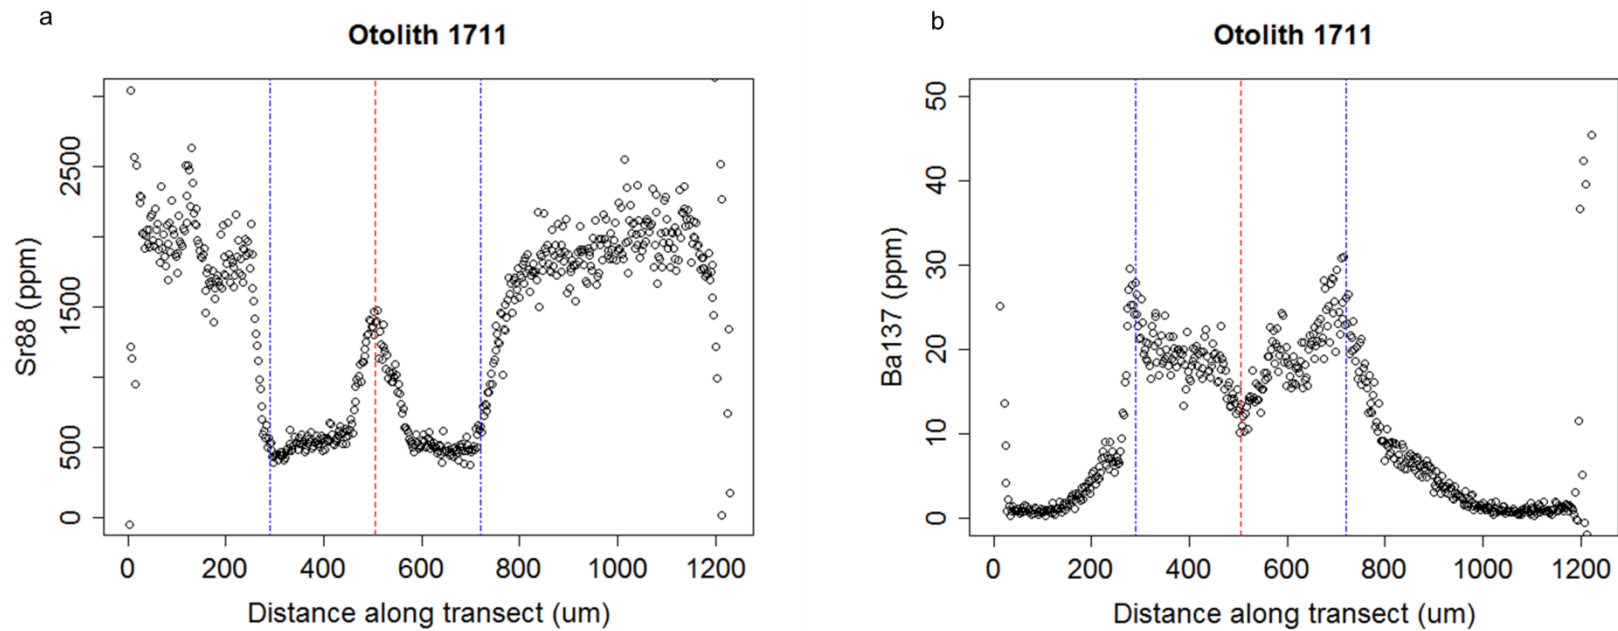 a
Otolith 1711
Sr88 (ppm)
0
500
1500
2500
0 200 400 600 800 1000 1200
Distance along transect (um)
b
Otolith 1711
Ba137 (ppm)
0
10
20
30
40
50
0 200 400 600 800 1000 1200
Distance along transect (um)